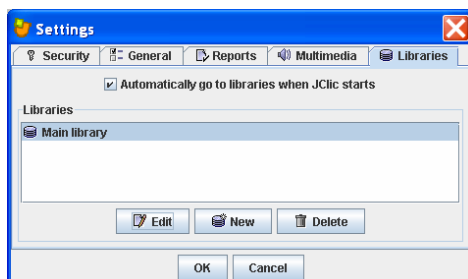 Settings
Security General Reports Multimedia Libraries
Automatically go to libraries when JClic starts
Libraries
Main library
Edit New Delete
OK Cancel